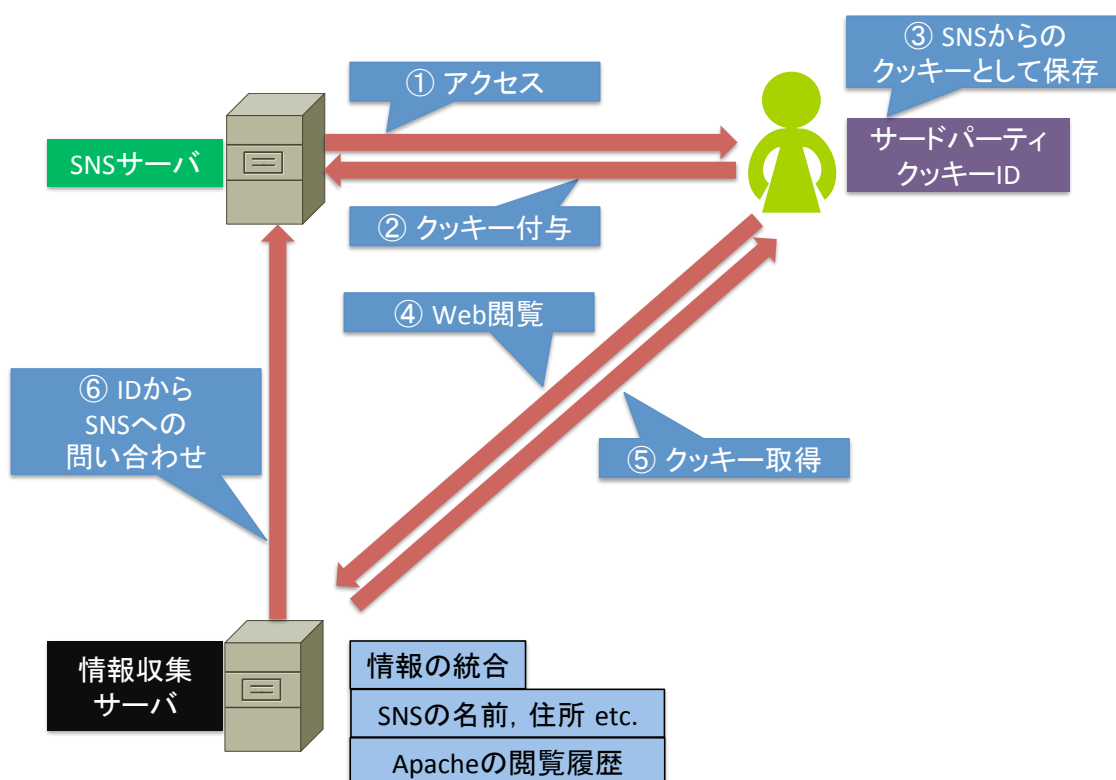 ③ SNSからの
クッキーとして保存
① アクセス
SNSサーバ
サードパーティ
クッキーID
② クッキー付与
④ Web閲覧
⑥ IDから
SNSへの
問い合わせ
⑤ クッキー取得
情報収集
サーバ
情報の統合
SNSの名前，住所 etc.
Apacheの閲覧履歴